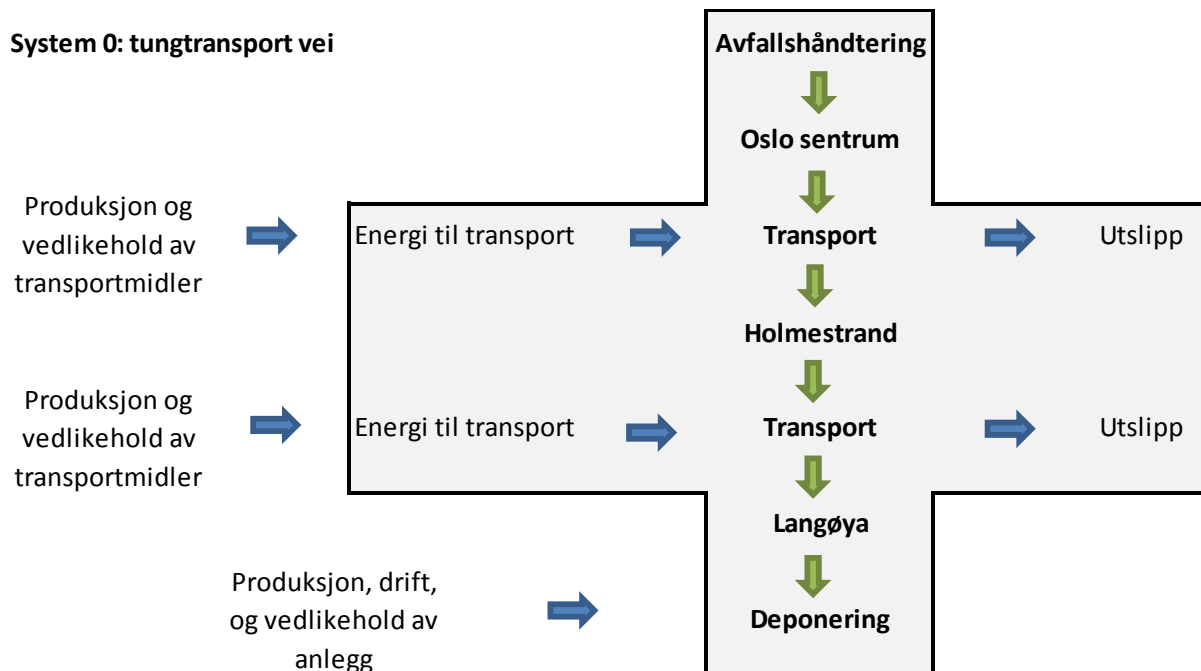 System 0: tungtransport vei
Avfallshåndtering
Oslo sentrum
Produksjon og
vedlikehold av
transportmidler
Energi til transport
Transport
Utslipp
Holmestrand
Produksjon og
vedlikehold av
transportmidler
Energi til transport
Transport
Utslipp
Langøya
Produksjon, drift,
og vedlikehold av
anlegg
Deponering